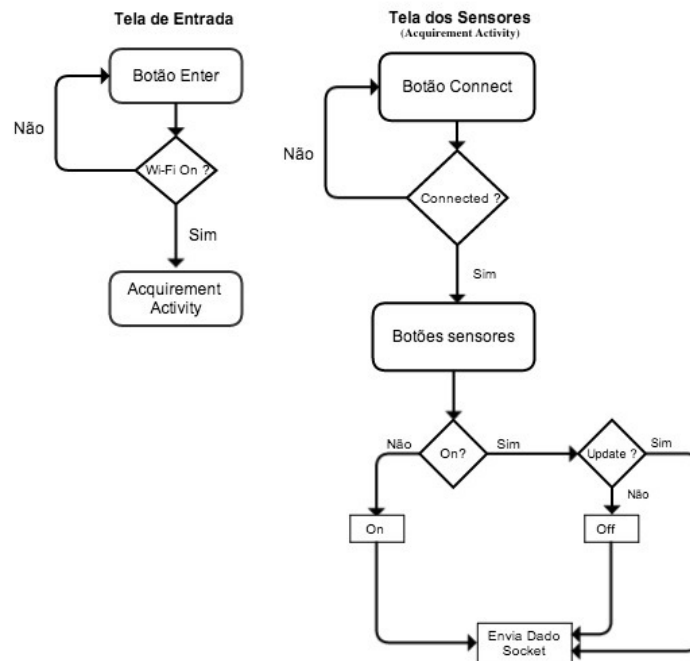 Tela de Entrada
Botão Enter
Não
Wi-Fi On ?
Sim
Acquirement
Activity
Tela dos Sensores
(Acquirement Activity)
Botão Connect
Não
Connected ?
Sim
Botões sensores
Não
On?
Sim
Update ?
Sim
Não
On
Off
Envia Dado
Socket